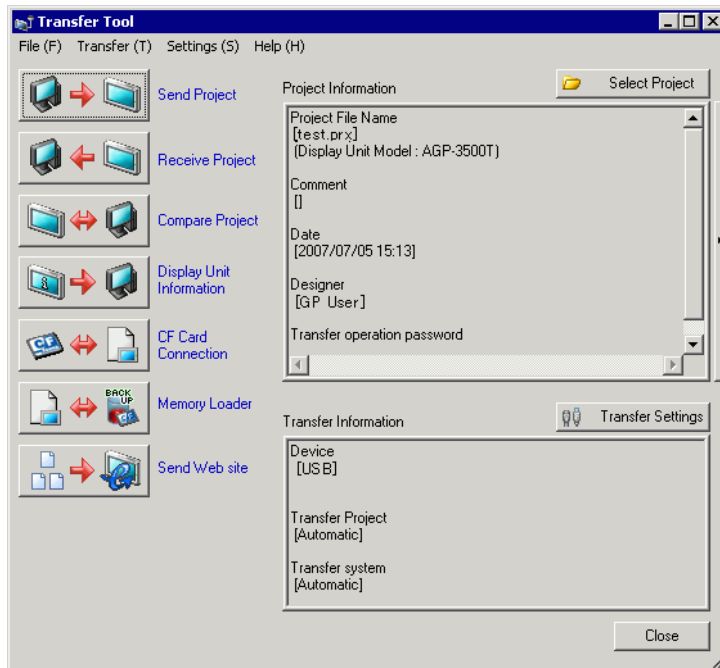 Transfer Tool
File (F) Transfer (T) Settings (S) Help (H)
Send Project
Receive Project
Compare Project
Display Unit
Information
CF
CF Card
Connection
BACK
UP
Memory Loader
Send Web site
Project Information
Select Project
Project File Name
[test.prx]
(Display Unit Model : AGP-3500T)
Comment
[]
Date
[2007/07/05 15:13]
Designer
[GP User]
Transfer operation password
Transfer Information
Transfer Settings
Device
[USB]
Transfer Project
[Automatic]
Transfer system
[Automatic]
Close